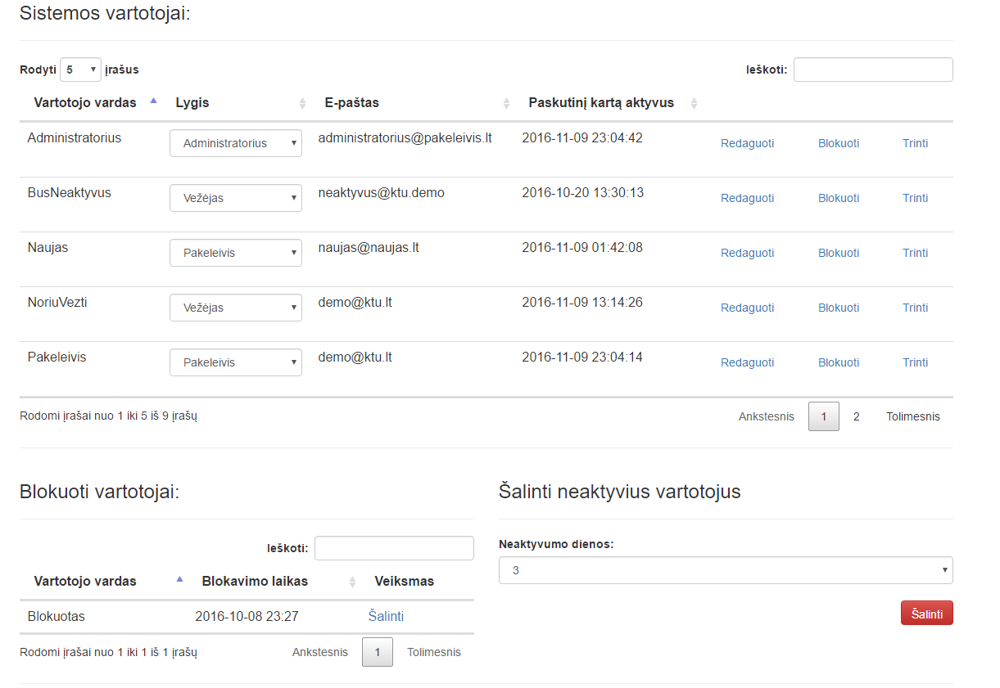 Sistemos vartotojai:
Rodyti 5 įrašus Ieškoti:
Vartotojo vardas Lygis E-paštas Paskutinį kartą aktyvus
Administratorius Administratorius administratorius@pakeleivis.lt 2016-11-09 23:04:42 Redaguoti Blokuoti Trinti
BusNeaktyvus Vežėjas neaktyvus@ktu.demo 2016-10-20 13:30:13 Redaguoti Blokuoti Trinti
Naujas Pakeleivis naujas@naujas.lt 2016-11-09 01:42:08 Redaguoti Blokuoti Trinti
NoriuVezti Vežėjas demo@ktu.lt 2016-11-09 13:14:26 Redaguoti Blokuoti Trinti
Pakeleivis Pakeleivis demo@ktu.lt 2016-11-09 23:04:14 Redaguoti Blokuoti Trinti
Rodomi įrašai nuo 1 iki 5 iš 9 įrašų Ankstesnis 1 2 Tolimesnis
Blokuoti vartotojai:
Ieškoti:
Vartotojo vardas Blokavimo laikas Veiksmas
Blokuotas 2016-10-08 23:27 Šalinti
Rodomi įrašai nuo 1 iki 1 iš 1 įrašų Ankstesnis 1 Tolimesnis
Šalinti neaktyvius vartotojus
Neaktyvumo dienos:
3
Šalinti